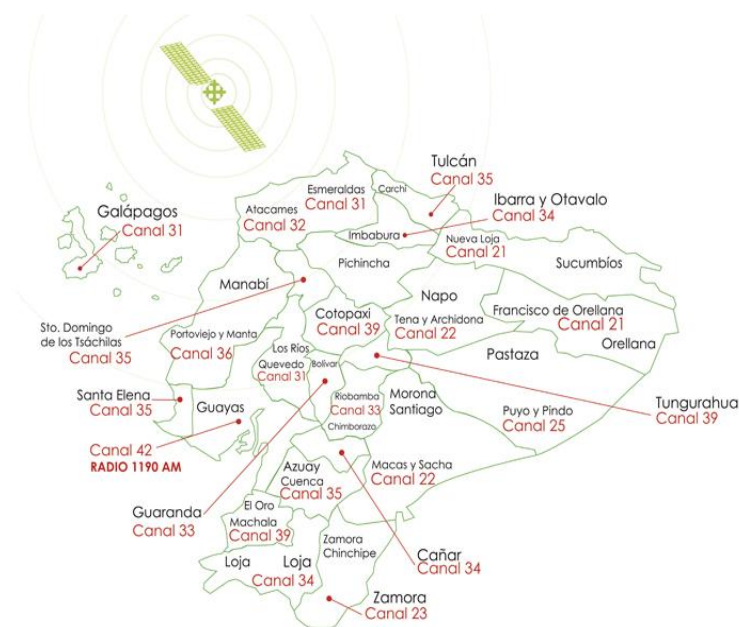 Tulcán
Canal 35
Esmeraldas
Canal 31
Carchi
Ibarra y Otavalo
Canal 34
Galápagos
Canal 31
Atacames
Canal 32
Imbabura
Nueva Loja
Canal 21
Pichincha
Sucumbíos
Manabí
Napo
Cotopaxi
Canal 39
Tena y Archidona
Canal 22
Francisco de Orellana
Canal 21
Orellana
Sto. Domingo
de los Tsáchilas
Canal 35
Portoviejo y Manta
Canal 36
Los Ríos
Quevedo
Canal 31
Bolívar
Pastaza
Santa Elena
Canal 35
Guayas
Riobamba
Canal 33
Chimborazo
Morona
Santiago
Puyo y Pindo
Canal 25
Tungurahua
Canal 39
Canal 42
RADIO 1190 AM
Azuay
Cuenca
Canal 35
Macas y Sacha
Canal 22
Guaranda
Canal 33
El Oro
Machala
Canal 39
Zamora
Chinchipe
Cañar
Canal 34
Loja
Loja
Canal 34
Zamora
Canal 23